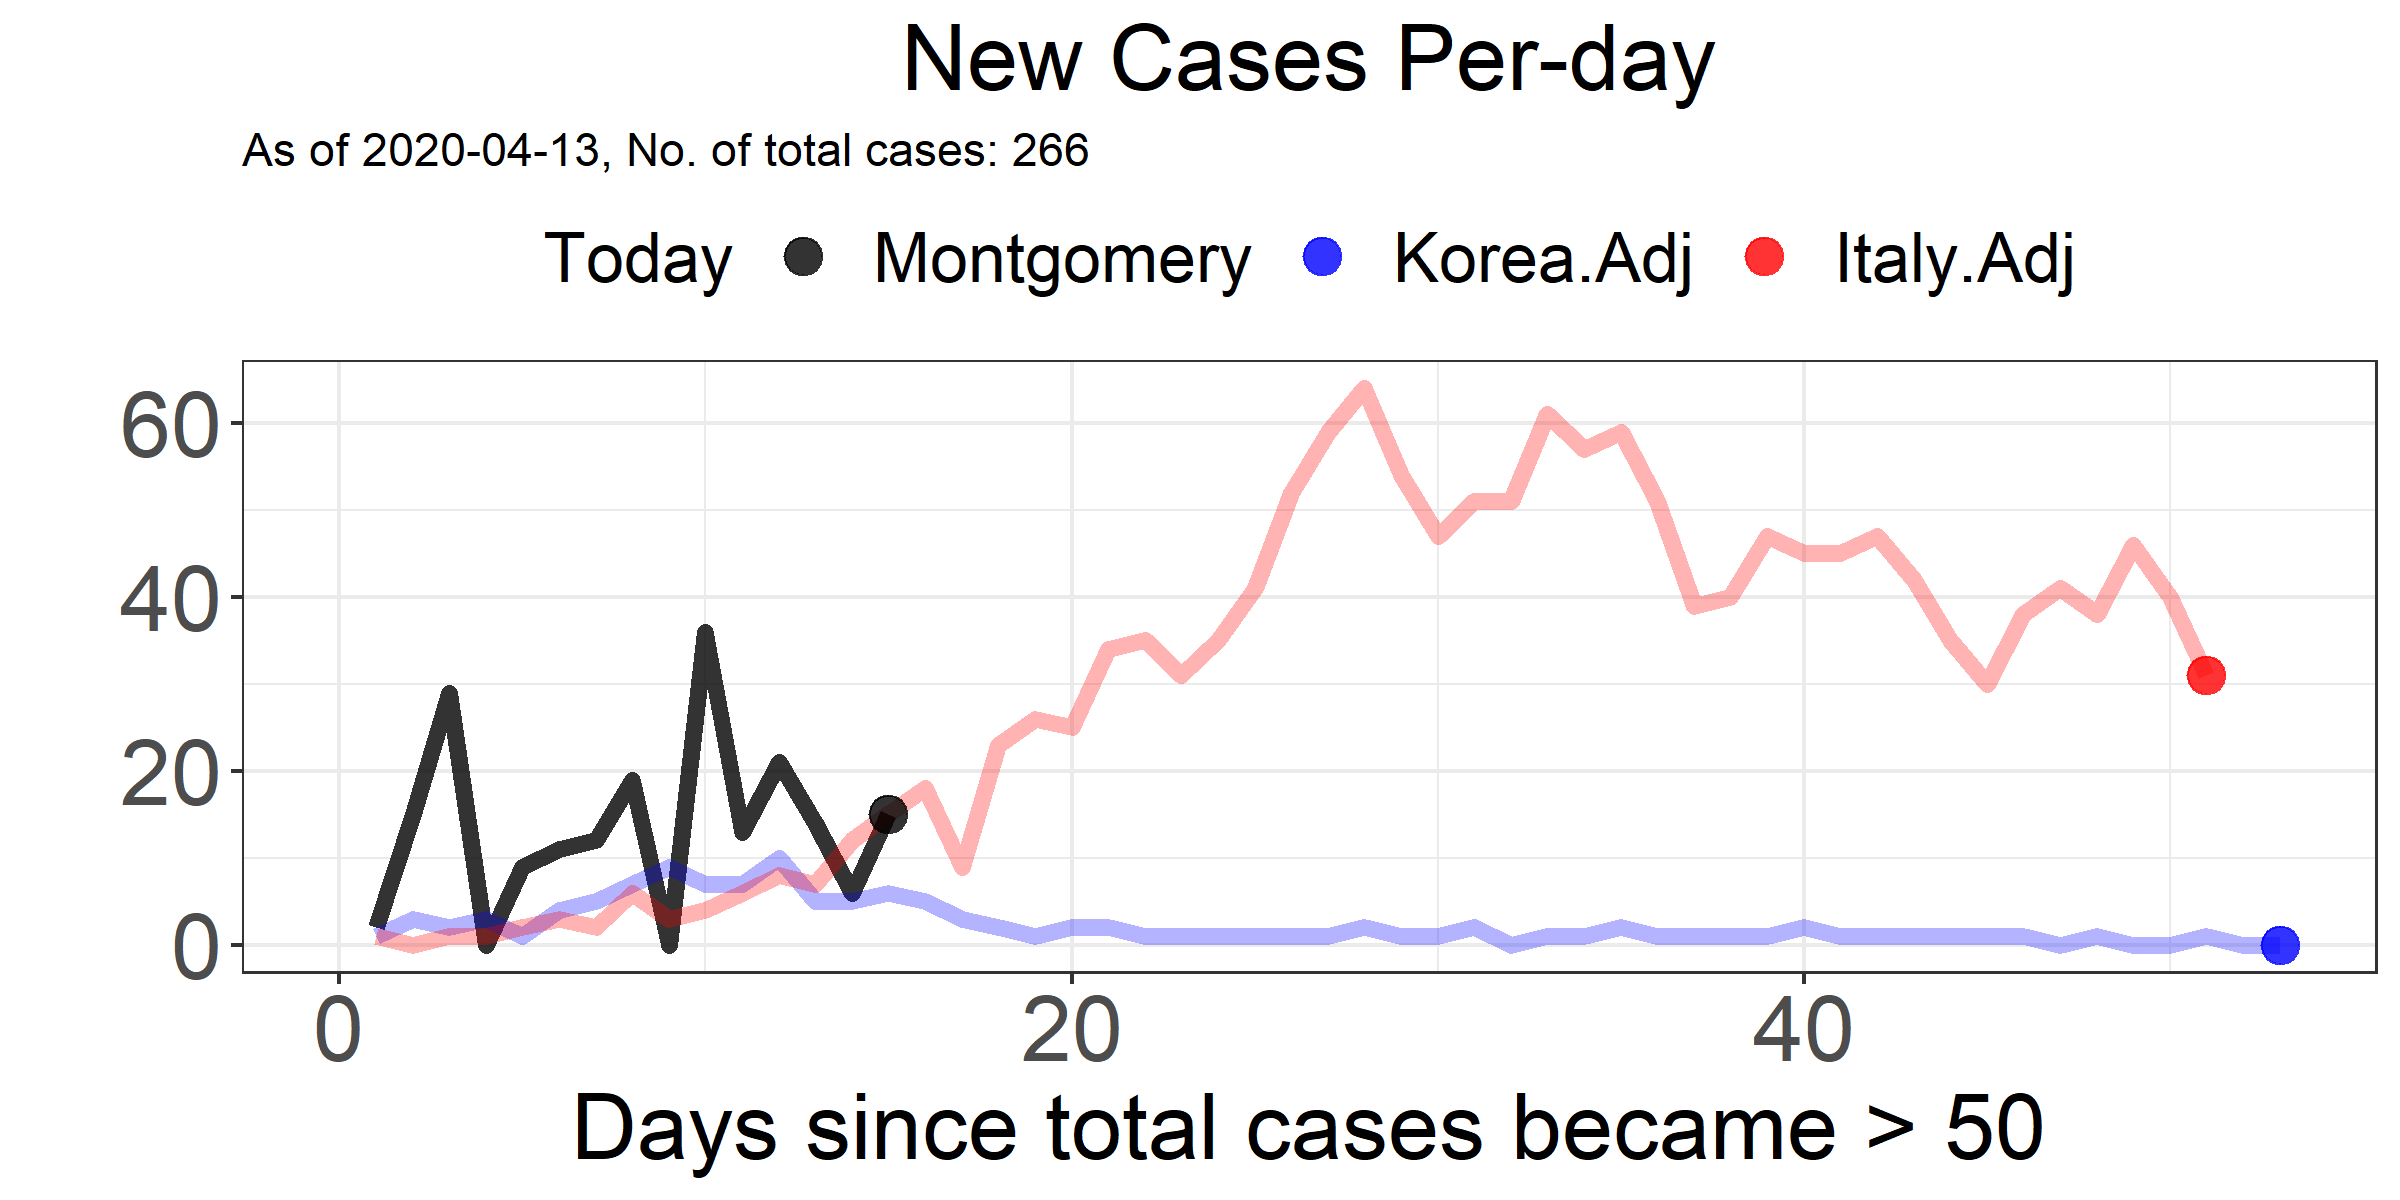 New Cases Per-day
As of 2020-04-13, No. of total cases: 266
Today Montgomery Korea.Adj Italy.Adj
60
40
20
0
0 20 40
Days since total cases became > 50